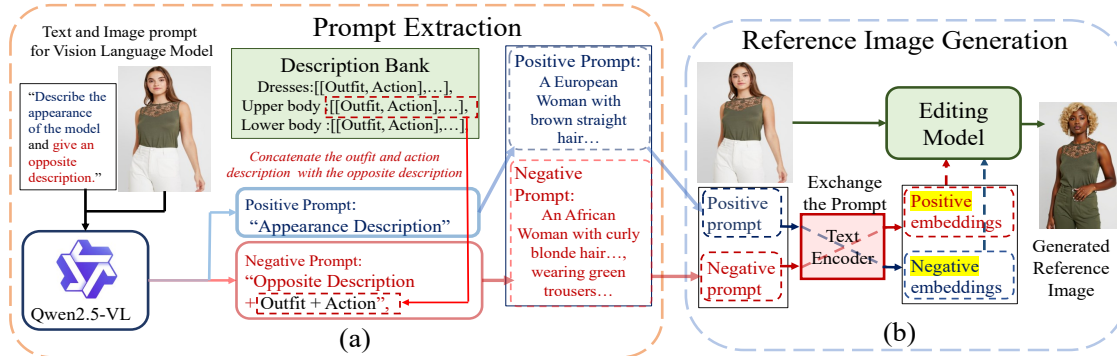 Prompt Extraction
Text and Image prompt
for Vision Language Model
“Describe the
appearance
of the model
and give an
opposite
description.”
Qwen2.5-VL
Description Bank
Dresses:[[Outfit, Action],…],
Upper body :[[Outfit, Action],…],
Lower body :[[Outfit, Action],…],
Concatenate the outfit and action
description with the opposite description
Positive Prompt:
“Appearance Description”
Negative Prompt:
“Opposite Description
+ Outfit + Action”,
Positive Prompt:
A European
Woman with
brown straight
hair…
Negative
Prompt:
An African
Woman with curly
blonde hair…,
wearing green
trousers…
(a)
Reference Image Generation
Editing
Model
Exchange
the Prompt
Positive
prompt
Negative
prompt
Text
Encoder
Positive
embeddings
Negative
embeddings
Generated
Reference
Image
(b)